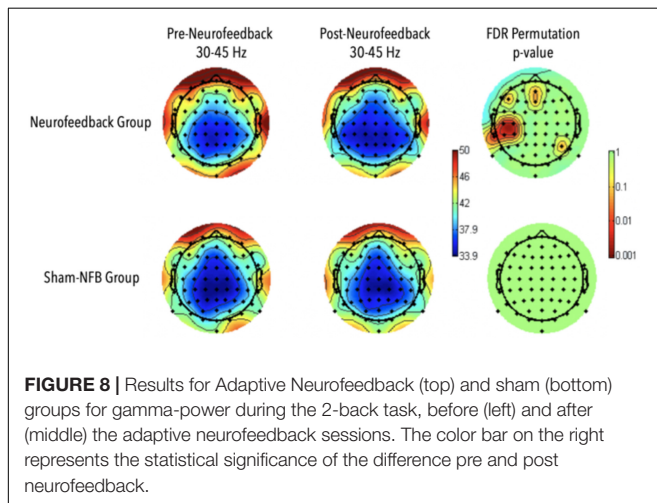 Pre-Neurofeedback Post-Neurofeedback FDR Permutation
30-45 Hz 30-45 Hz p-value
Neurofeedback Group
50
46
42
37.9
33.9
1
0.1
0.01
0.001
Sham-NFB Group
FIGURE 8 | Results for Adaptive Neurofeedback (top) and sham (bottom)
groups for gamma-power during the 2-back task, before (left) and after
(middle) the adaptive neurofeedback sessions. The color bar on the right
represents the statistical significance of the difference pre and post
neurofeedback.